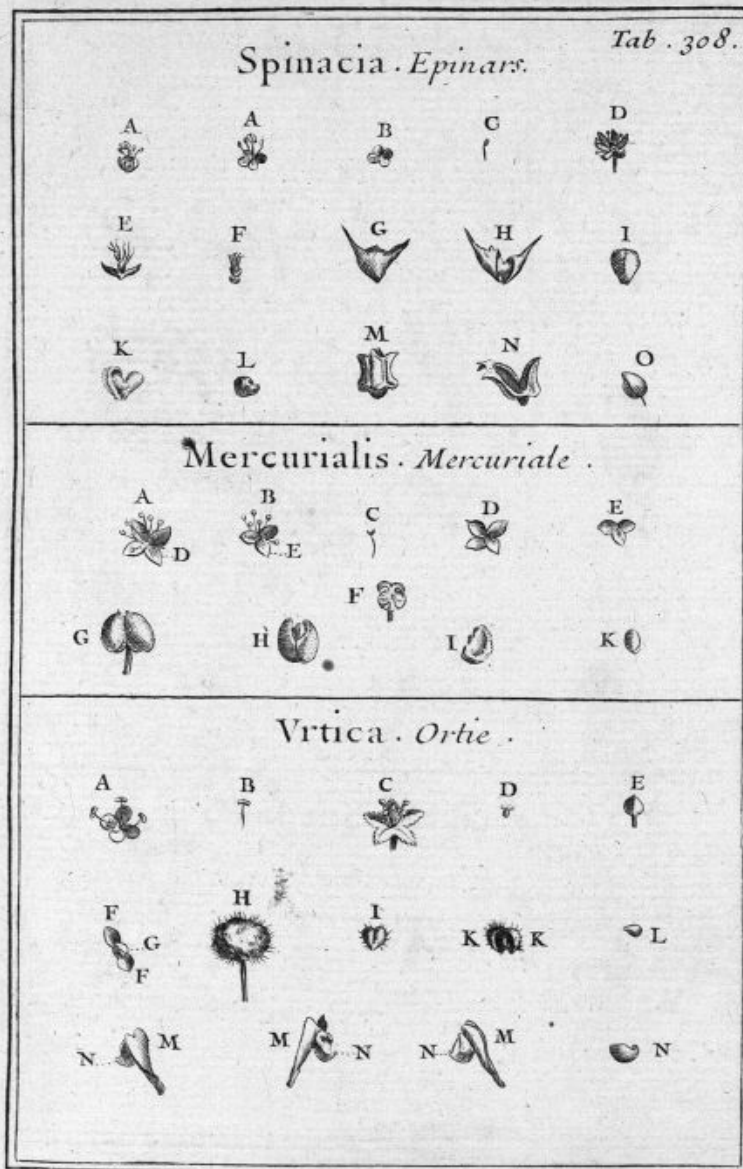 Tab. 308.
Spinacia. Epinars.
A A B C D
E F G H I
K L M N O
Mercurialis. Mercuriale.
A B C D E
D E
F
G H I K
Vrtica. Ortie.
A B C D E
F H I K K L
G
F
N M M N N M N